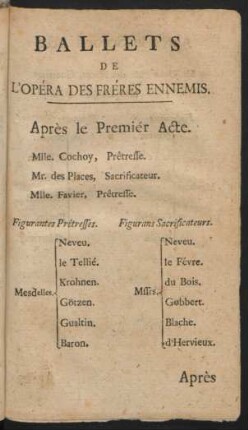 BALLETS
DE
L'OPÉRA DES FRÉRES ENNEMIS.
Après le Premiér Acte.
Mlle. Cochoy, Prêtresse.
Mr. des Places, Sacrificateur.
Mlle. Favier, Prêtresse.
Figurantes Prêtresses.
Mesdelles.
Neveu.
le Tellié.
Krohnen.
Götzen.
Gualtin.
Baron.
Figurans Sacrificateurs.
Mssrs.
Neveu.
le Févre.
du Bois.
Gobbert.
Blache.
d'Hervieux.
Après